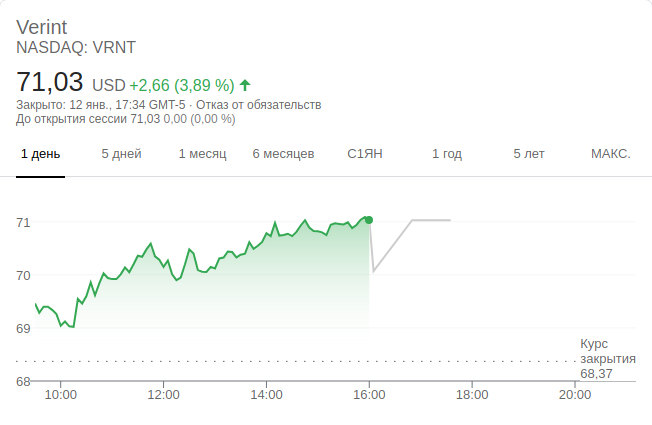 Verint
NASDAQ: VRNT
71,03 USD +2,66 (3,89 %)
Закрыто: 12 янв., 17:34 GMT-5 · Отказ от обязательств
До открытия сессии 71,03 0,00 (0,00 %)
1 день 5 дней 1 месяц 6 месяцев С1ЯН 1 год 5 лет МАКС.
71
70
69
Курс
закрытия
68,37
68
10:00 12:00 14:00 16:00 18:00 20:00